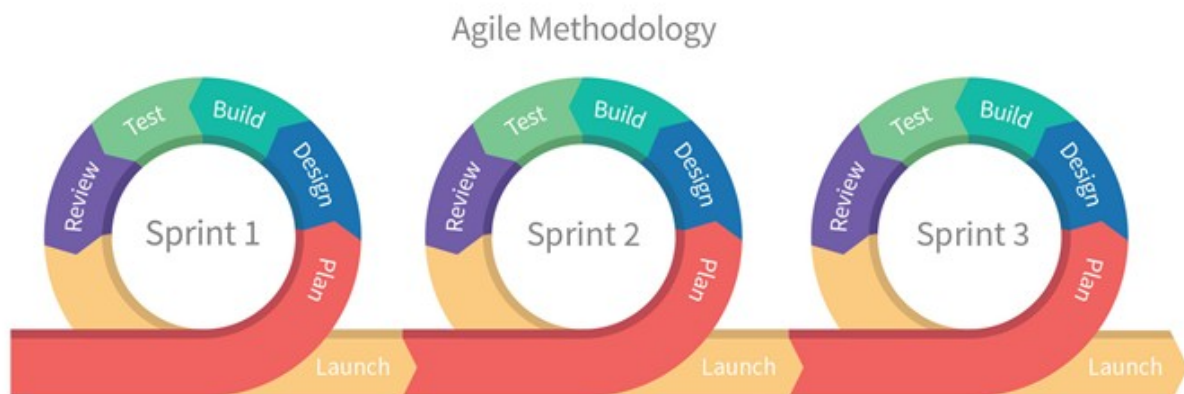 Agile Methodology
Test
Build
Review
Design
Sprint 1
Plan
Launch
Test
Build
Review
Design
Sprint 2
Plan
Launch
Test
Build
Review
Design
Sprint 3
Plan
Launch